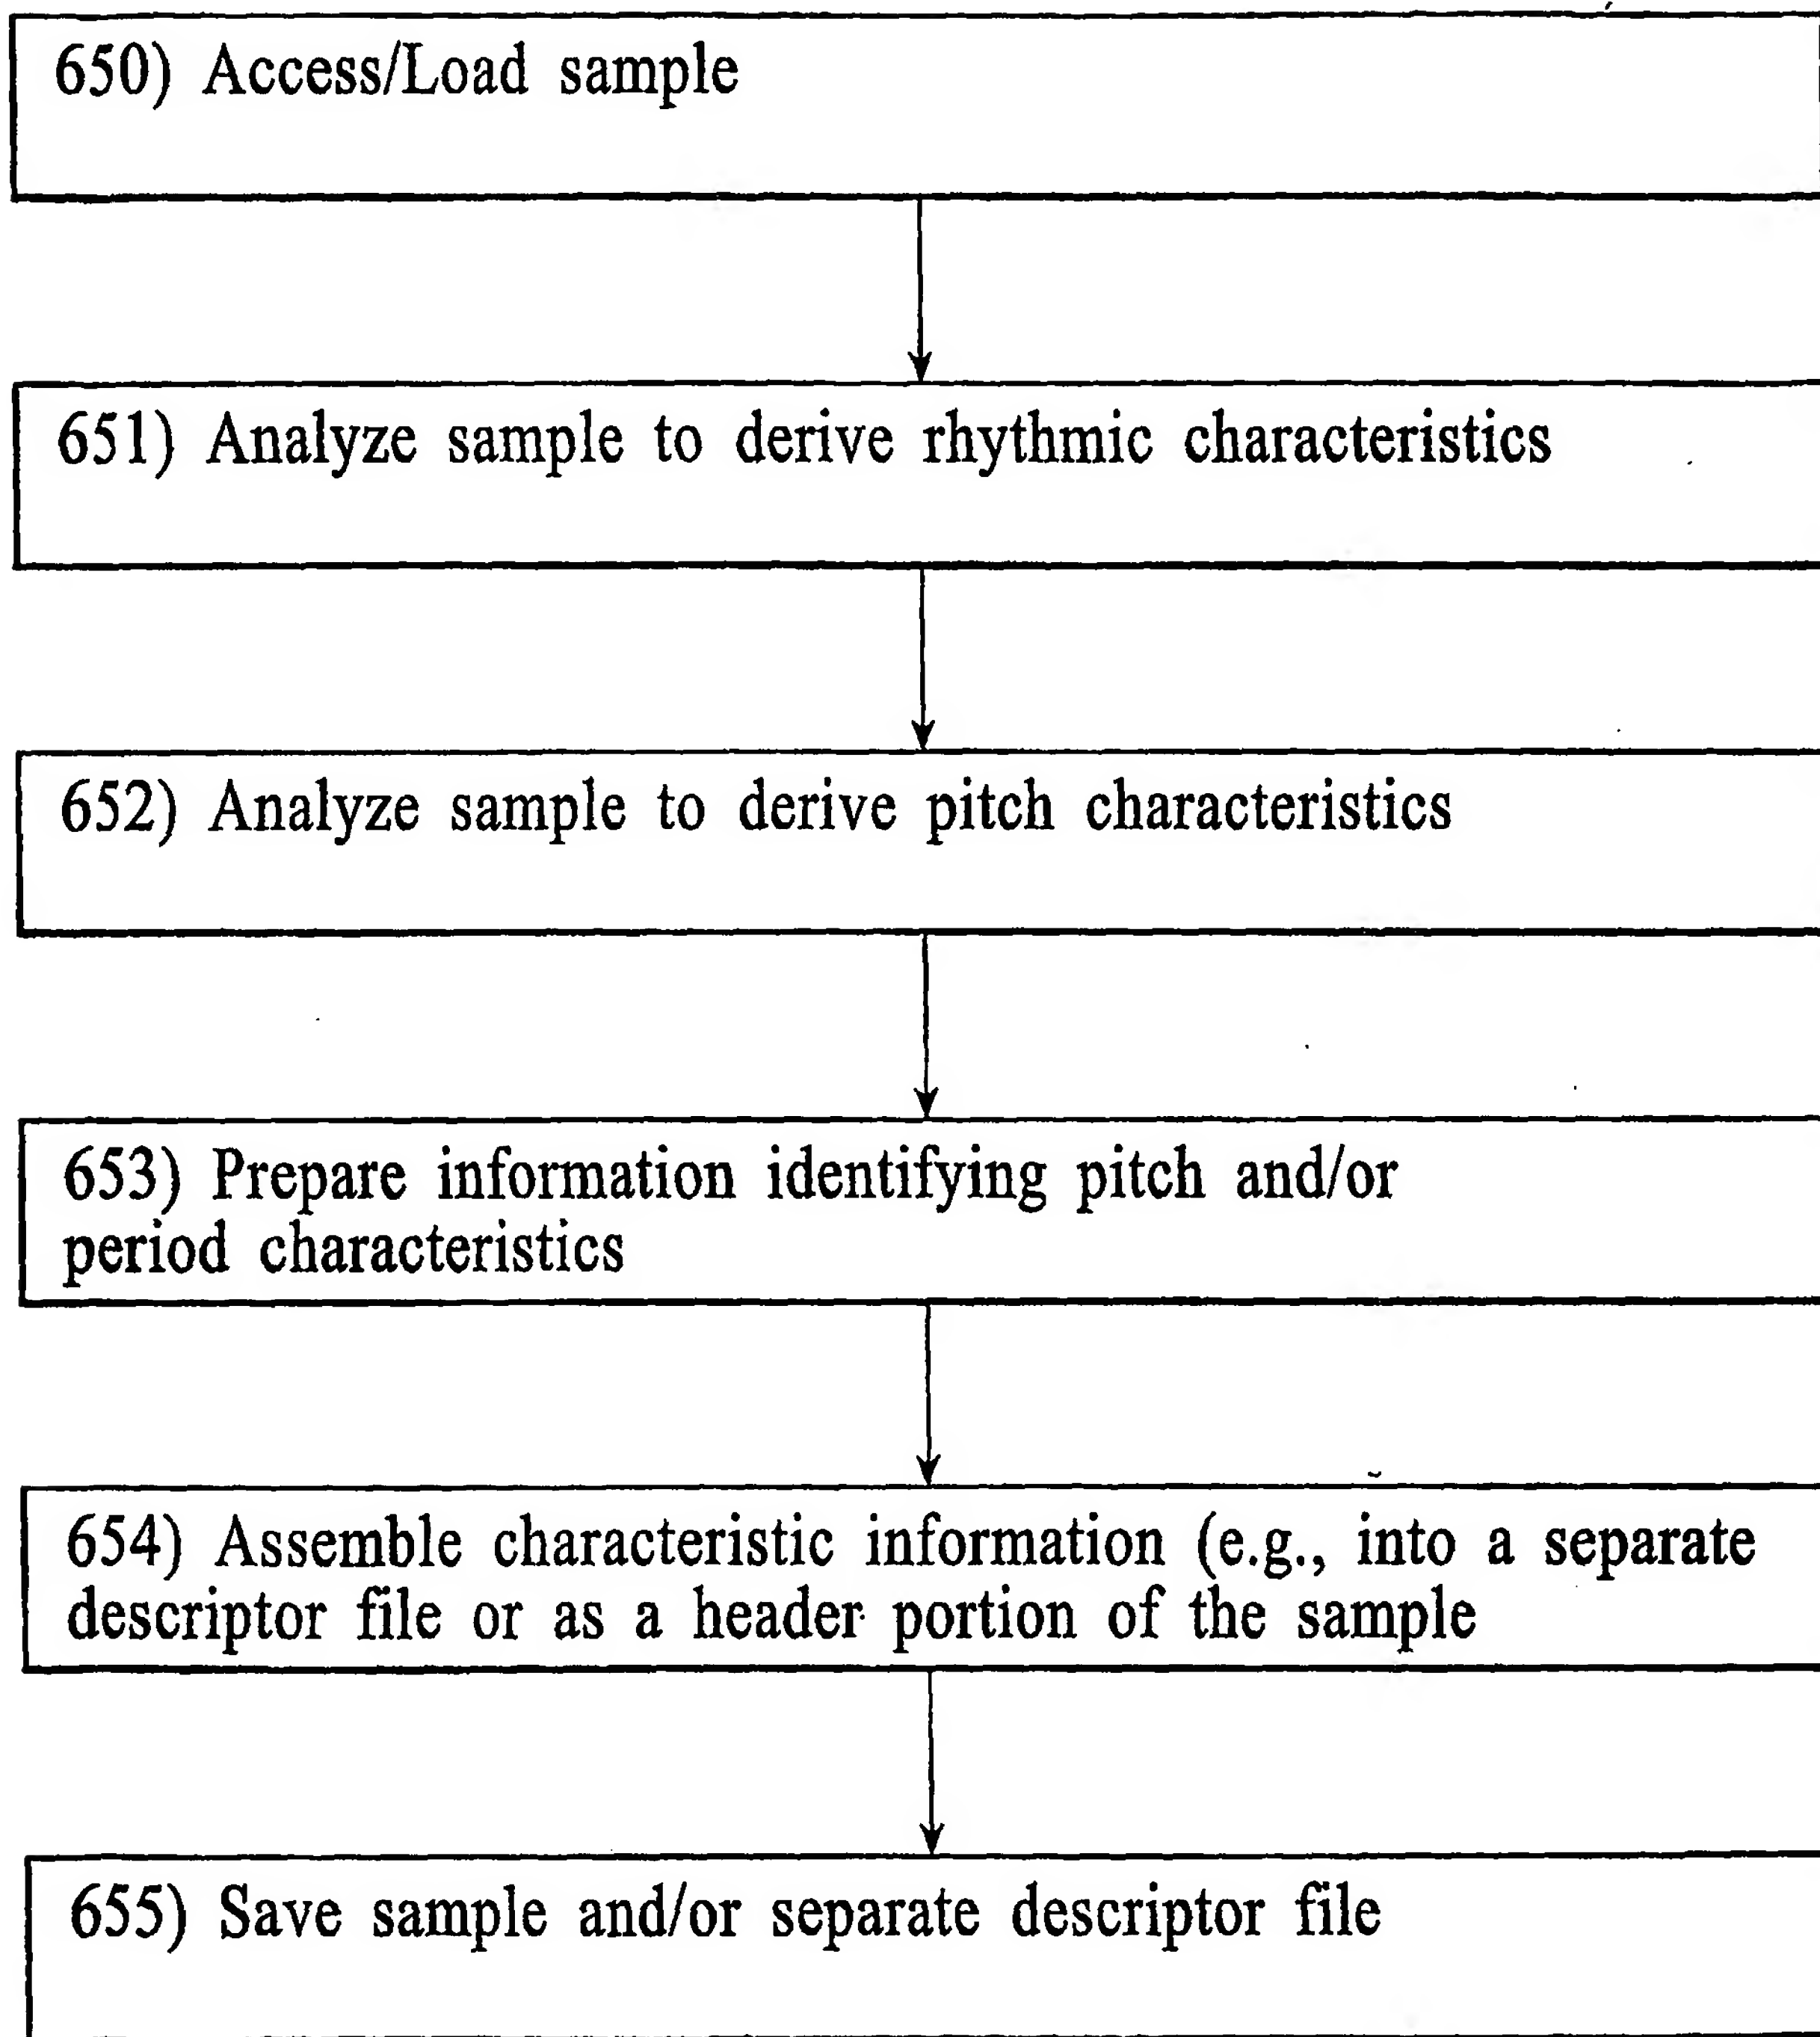 650) Access/Load sample
651) Analyze sample to derive rhythmic characteristics
652) Analyze sample to derive pitch characteristics
653) Prepare information identifying pitch and/or
period characteristics
654) Assemble characteristic information (e.g., into a separate
descriptor file or as a header portion of the sample
655) Save sample and/or separate descriptor file